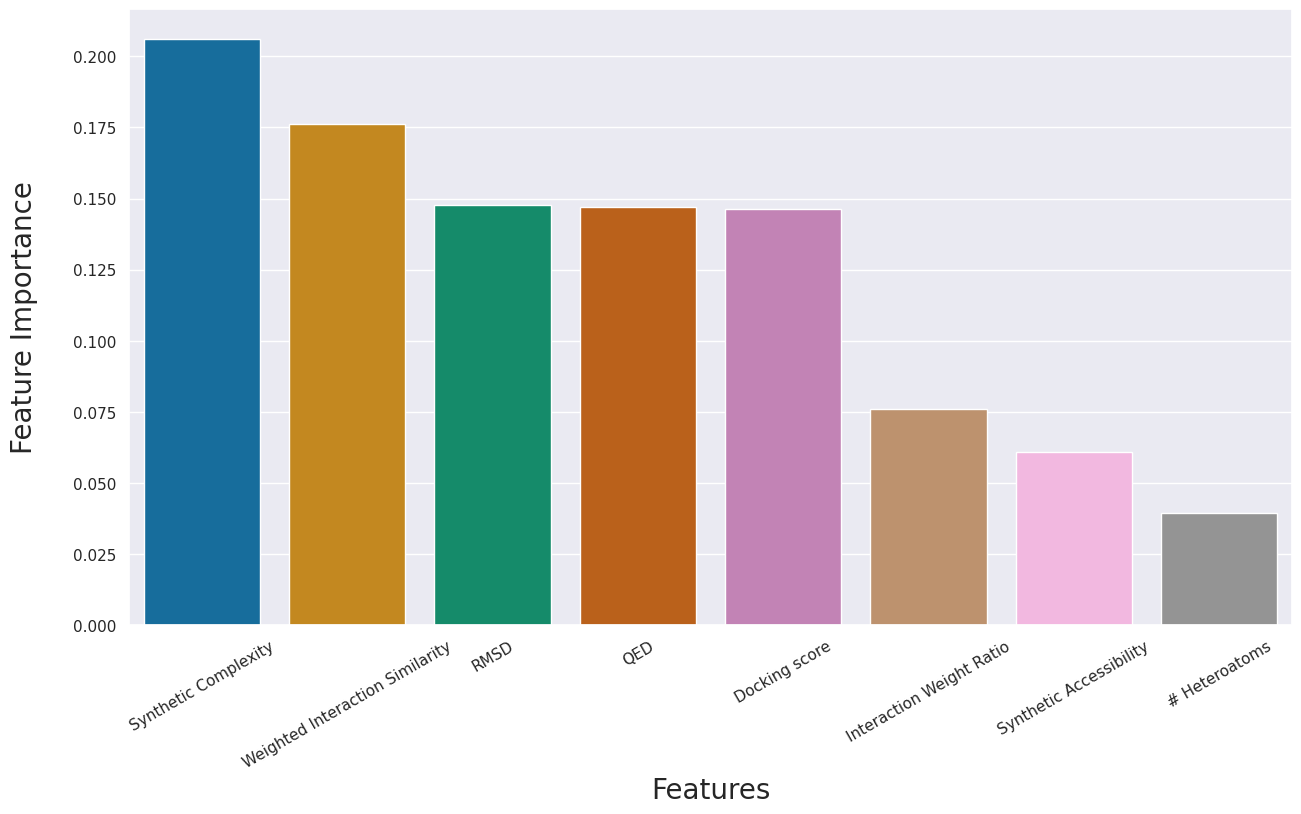 Feature Importance
0.200
0.175
0.150
0.125
0.100
0.075
0.050
0.025
0.000
Synthetic Complexity
Weighted Interaction Similarity
RMSD
QED
Docking score
Interaction Weight Ratio
Synthetic Accessibility
# Heteroatoms
Features